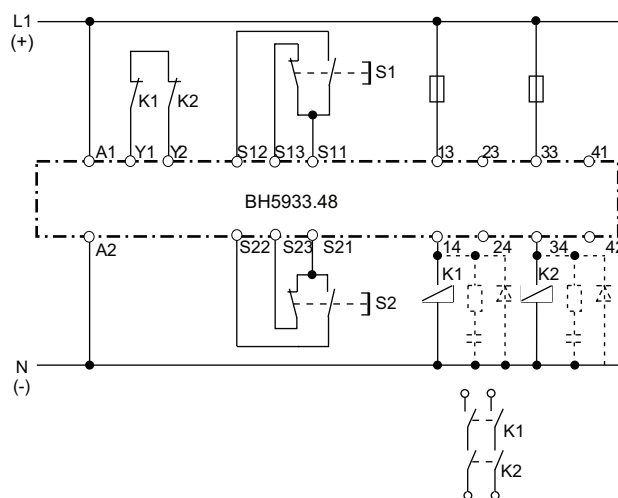 L1
(+)
S1
K1 K2
A1 Y1 Y2 S12 S13 S11 13 23 33 41
BH5933.48
A2 S22 S23 S21 14 24 34 42
K1 K2
S2
N
(-)
K1
K2